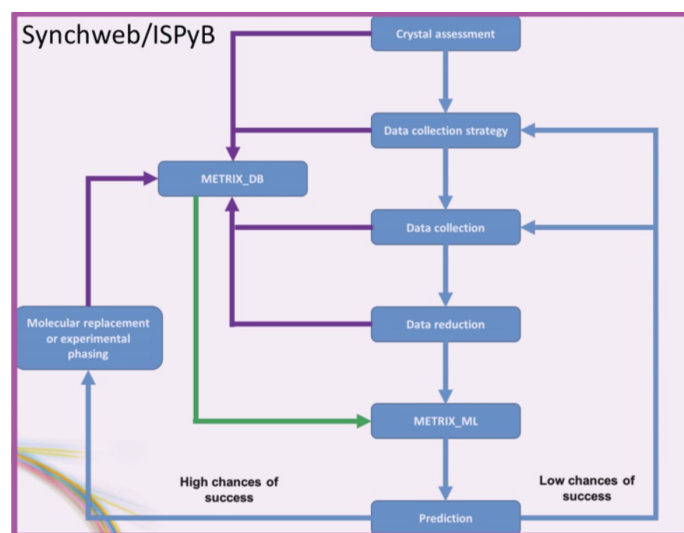 Synchweb/ISPyB
Crystal assessment
Data collection strategy
METRIX_DB
Data collection
Molecular replacement
or experimental
phasing
Data reduction
METRIX_ML
High chances of
success
Low chances of
success
Prediction